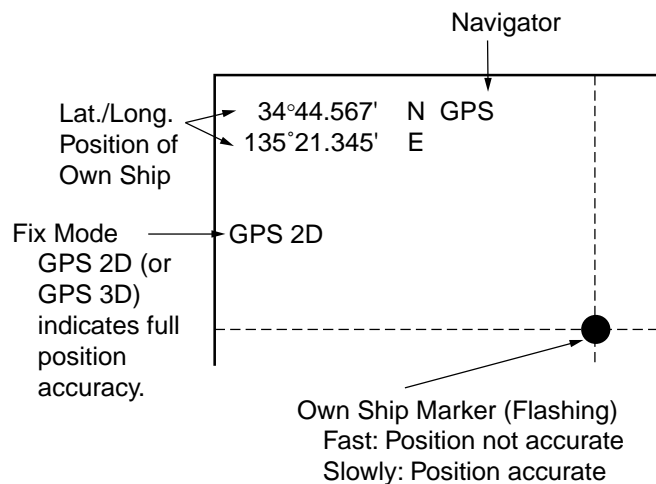 Navigator
Lat./Long.
Position of
Own Ship
34°44.567' N GPS
135°21.345' E
Fix Mode
GPS 2D (or
GPS 3D)
indicates full
position
accuracy.
GPS 2D
Own Ship Marker (Flashing)
Fast: Position not accurate
Slowly: Position accurate